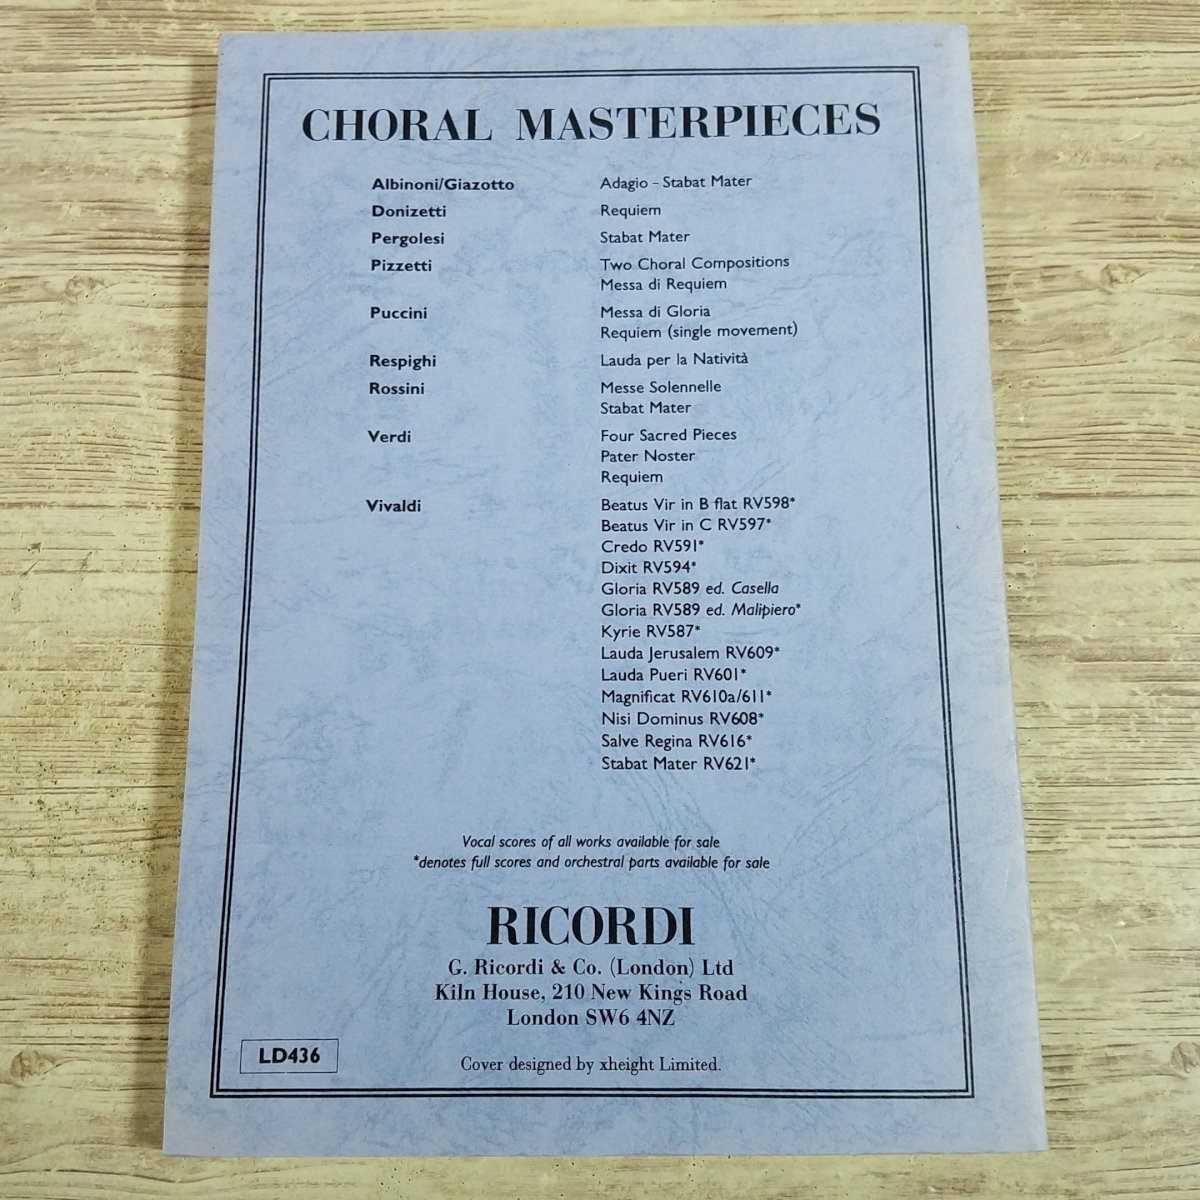 CHORAL MASTERPIECES
Albinoni/Giazotto Adagio – Stabat Mater
Donizetti Requiem
Pergolesi Stabat Mater
Pizzetti Two Choral Compositions
Messa di Requiem
Puccini Messa di Gloria
Requiem (single movement)
Respighi Lauda per la Natività
Rossini Messe Solennelle
Stabat Mater
Verdi Four Sacred Pieces
Pater Noster
Requiem
Vivaldi Beatus Vir in B flat RV598*
Beatus Vir in C RV597*
Credo RV591*
Dixit RV594*
Gloria RV589 ed. Casella
Gloria RV589 ed. Malipiero*
Kyrie RV587*
Lauda Jerusalem RV609*
Lauda Pueri RV601*
Magnificat RV610a/611*
Nisi Dominus RV608*
Salve Regina RV616*
Stabat Mater RV621*
Vocal scores of all works available for sale
*denotes full scores and orchestral parts available for sale
RICORDI
G. Ricordi & Co. (London) Ltd
Kiln House, 210 New Kings Road
London SW6 4NZ
LD436
Cover designed by xheight Limited.